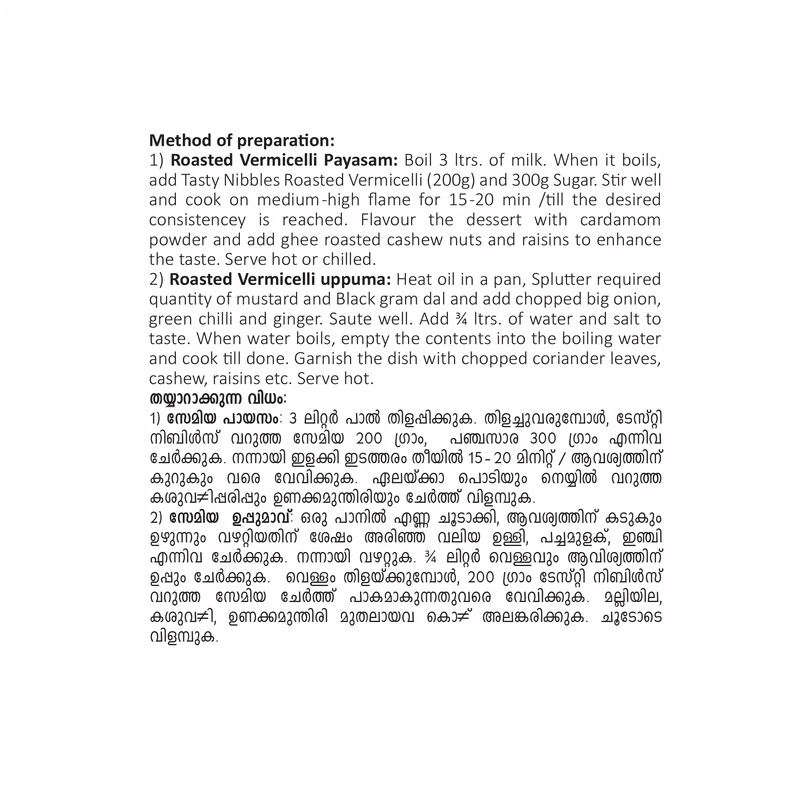 Method of preparation:
1) Roasted Vermicelli Payasam: Boil 3 ltrs. of milk. When it boils,
add Tasty Nibbles Roasted Vermicelli (200g) and 300g Sugar. Stir well
and cook on medium-high flame for 15-20 min /till the desired
consistencey is reached. Flavour the dessert with cardamom
powder and add ghee roasted cashew nuts and raisins to enhance
the taste. Serve hot or chilled.
2) Roasted Vermicelli uppuma: Heat oil in a pan, Splutter required
quantity of mustard and Black gram dal and add chopped big onion,
green chilli and ginger. Saute well. Add ¾ ltrs. of water and salt to
taste. When water boils, empty the contents into the boiling water
and cook till done. Garnish the dish with chopped coriander leaves,
cashew, raisins etc. Serve hot.
തയ്യാറാക്കുന്ന വിധം:
1) സേമിയ പായസം: 3 ലിറ്റർ പാൽ തിളപ്പിക്കുക. തിളച്ചുവരുമ്പോൾ, ടേസ്റ്റി
നിബിൾസ് വറുത്ത സേമിയ 200 ഗ്രാം, പഞ്ചസാര 300 ഗ്രാം എന്നിവ
ചേർക്കുക. നന്നായി ഇളക്കി ഇടത്തരം തീയിൽ 15-20 മിനിറ്റ് / ആവശ്യത്തിന്
കുറുകും വരെ വേവിക്കുക. ഏലയ്ക്കാ പൊടിയും നെയ്യിൽ വറുത്ത
കശുവ≠ിപ്പരിപ്പും ഉണക്കമുന്തിരിയും ചേർത്ത് വിളമ്പുക.
2) സേമിയ ഉപ്പുമാവ്: ഒരു പാനിൽ എണ്ണ ചൂടാക്കി, ആവശ്യത്തിന് കടുകും
ഉഴുന്നും വഴറ്റിയതിന് ശേഷം അരിഞ്ഞ വലിയ ഉള്ളി, പച്ചമുളക്, ഇഞ്ചി
എന്നിവ ചേർക്കുക. നന്നായി വഴറ്റുക. ¾ ലിറ്റർ വെള്ളവും ആവിശ്യത്തിന്
ഉപ്പും ചേർക്കുക. വെള്ളം തിളയ്ക്കുമ്പോൾ, 200 ഗ്രാം ടേസ്റ്റി നിബിൾസ്
വറുത്ത സേമിയ ചേർത്ത് പാകമാകുന്നതുവരെ വേവിക്കുക. മല്ലിയില,
കശുവ≠ി, ഉണക്കമുന്തിരി മുതലായവ കൊ≠് അലങ്കരിക്കുക. ചൂടോടെ
വിളമ്പുക.